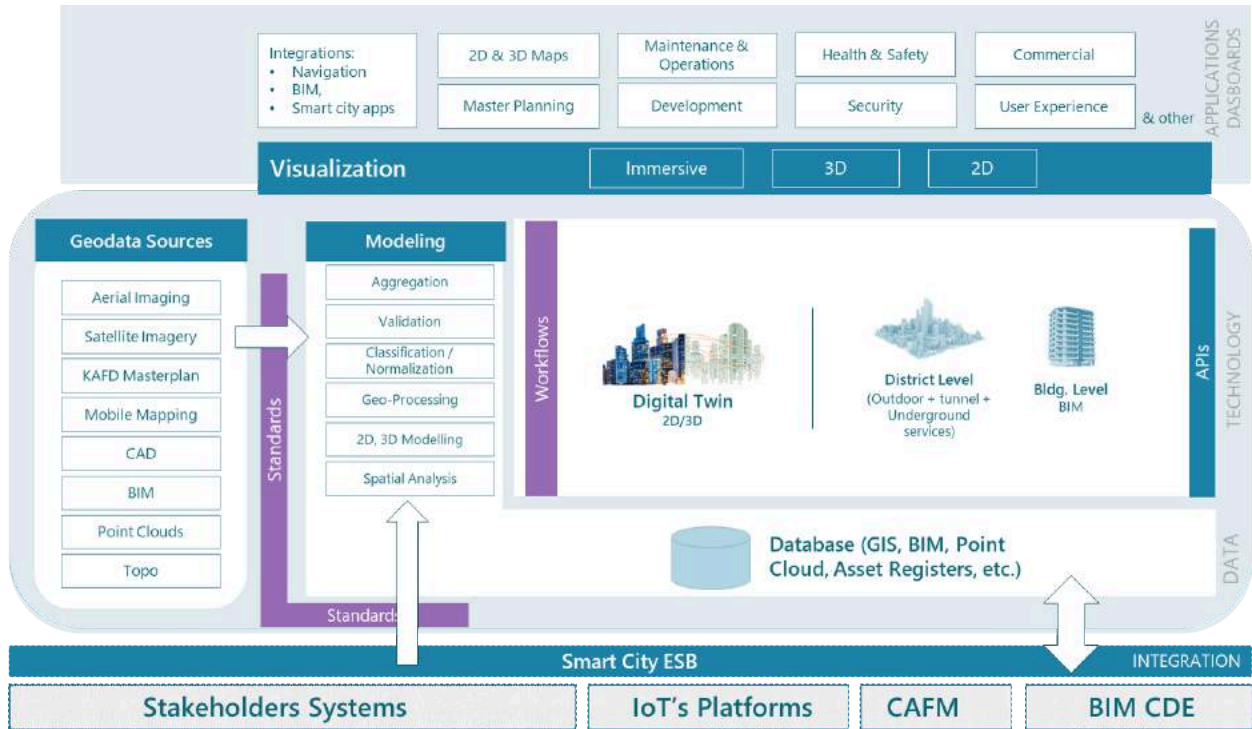 Integrations:
• Navigation
• BIM,
• Smart city apps
2D & 3D Maps
Maintenance &
Operations
Health & Safety
Commercial
Master Planning
Development
Security
User Experience
& other
APPLICATIONS
DASBOARDS
Visualization
Immersive
3D
2D
Geodata Sources
Aerial Imaging
Satellite Imagery
KAFD Masterplan
Mobile Mapping
CAD
BIM
Point Clouds
Topo
Standards
Standards
Modeling
Aggregation
Validation
Classification /
Normalization
Geo-Processing
2D, 3D Modelling
Spatial Analysis
Workflows
Digital Twin
2D/3D
District Level
(Outdoor + tunnel +
Underground
services)
Bldg. Level
BIM
APIs
TECHNOLOGY
Database (GIS, BIM, Point
Cloud, Asset Registers, etc.)
DATA
Smart City ESB
INTEGRATION
Stakeholders Systems
IoT's Platforms
CAFM
BIM CDE